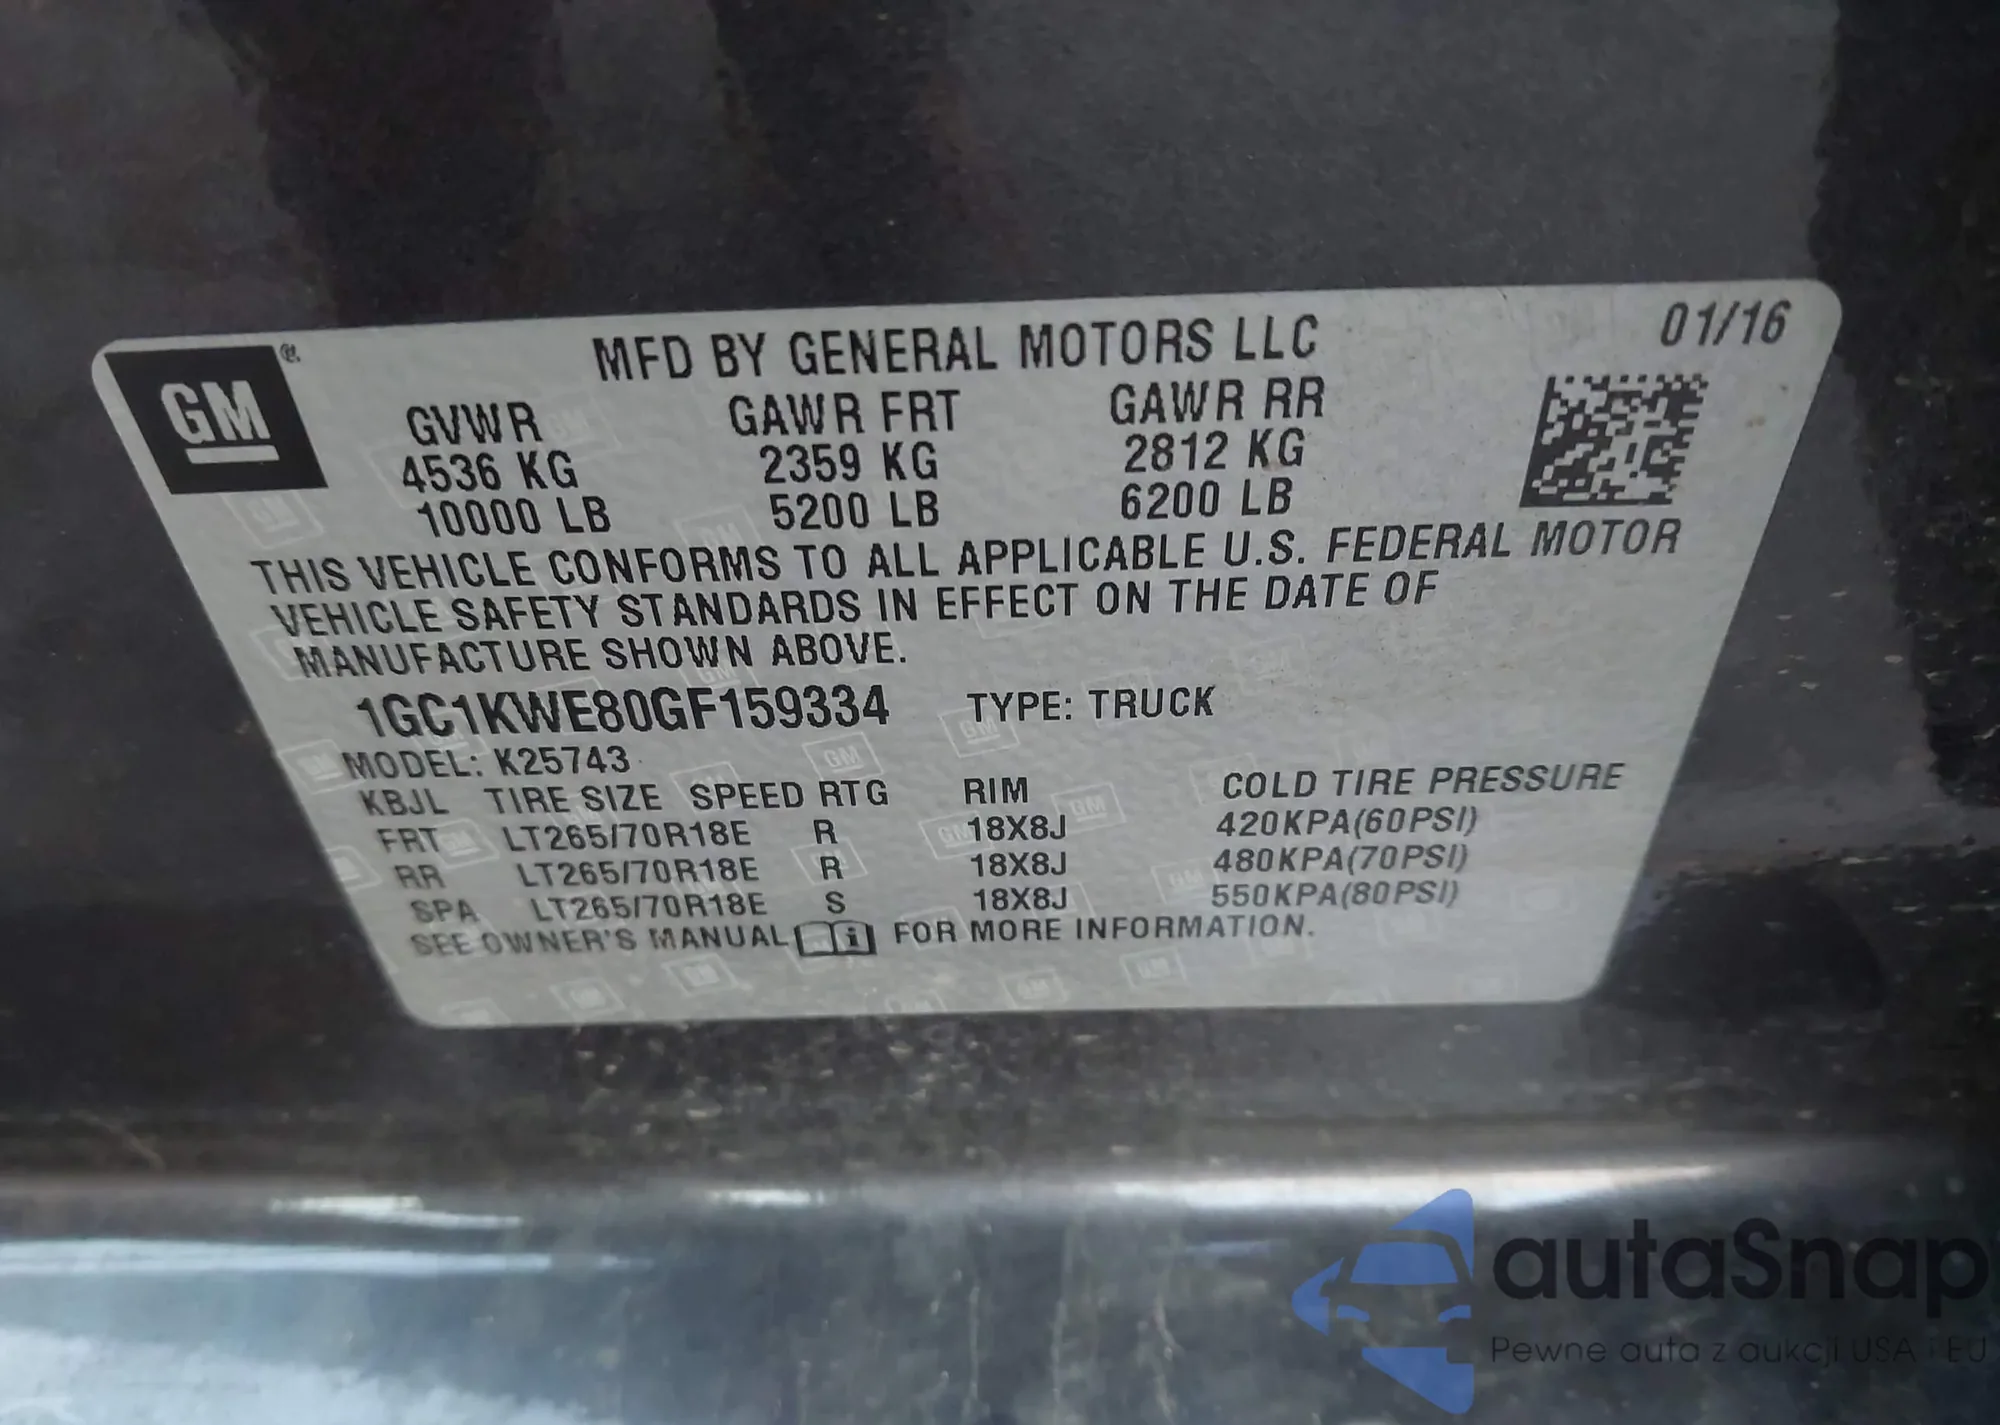 01/16
GM
MFD BY GENERAL MOTORS LLC
GVWR GAWR FRT GAWR RR
4536 KG 2359 KG 2812 KG
10000 LB 5200 LB 6200 LB
THIS VEHICLE CONFORMS TO ALL APPLICABLE U.S. FEDERAL MOTOR
VEHICLE SAFETY STANDARDS IN EFFECT ON THE DATE OF
MANUFACTURE SHOWN ABOVE.
1GC1KWE80GF159334 TYPE: TRUCK
MODEL: K25743
KBJL TIRE SIZE SPEED RTG RIM COLD TIRE PRESSURE
FRT LT265/70R18E R 18X8J 420KPA(60PSI)
RR LT265/70R18E R 18X8J 480KPA(70PSI)
SPA LT265/70R18E S 18X8J 550KPA(80PSI)
SEE OWNER'S MANUAL FOR MORE INFORMATION.
autaSnap
Pewne auta z aukcji USA i EU